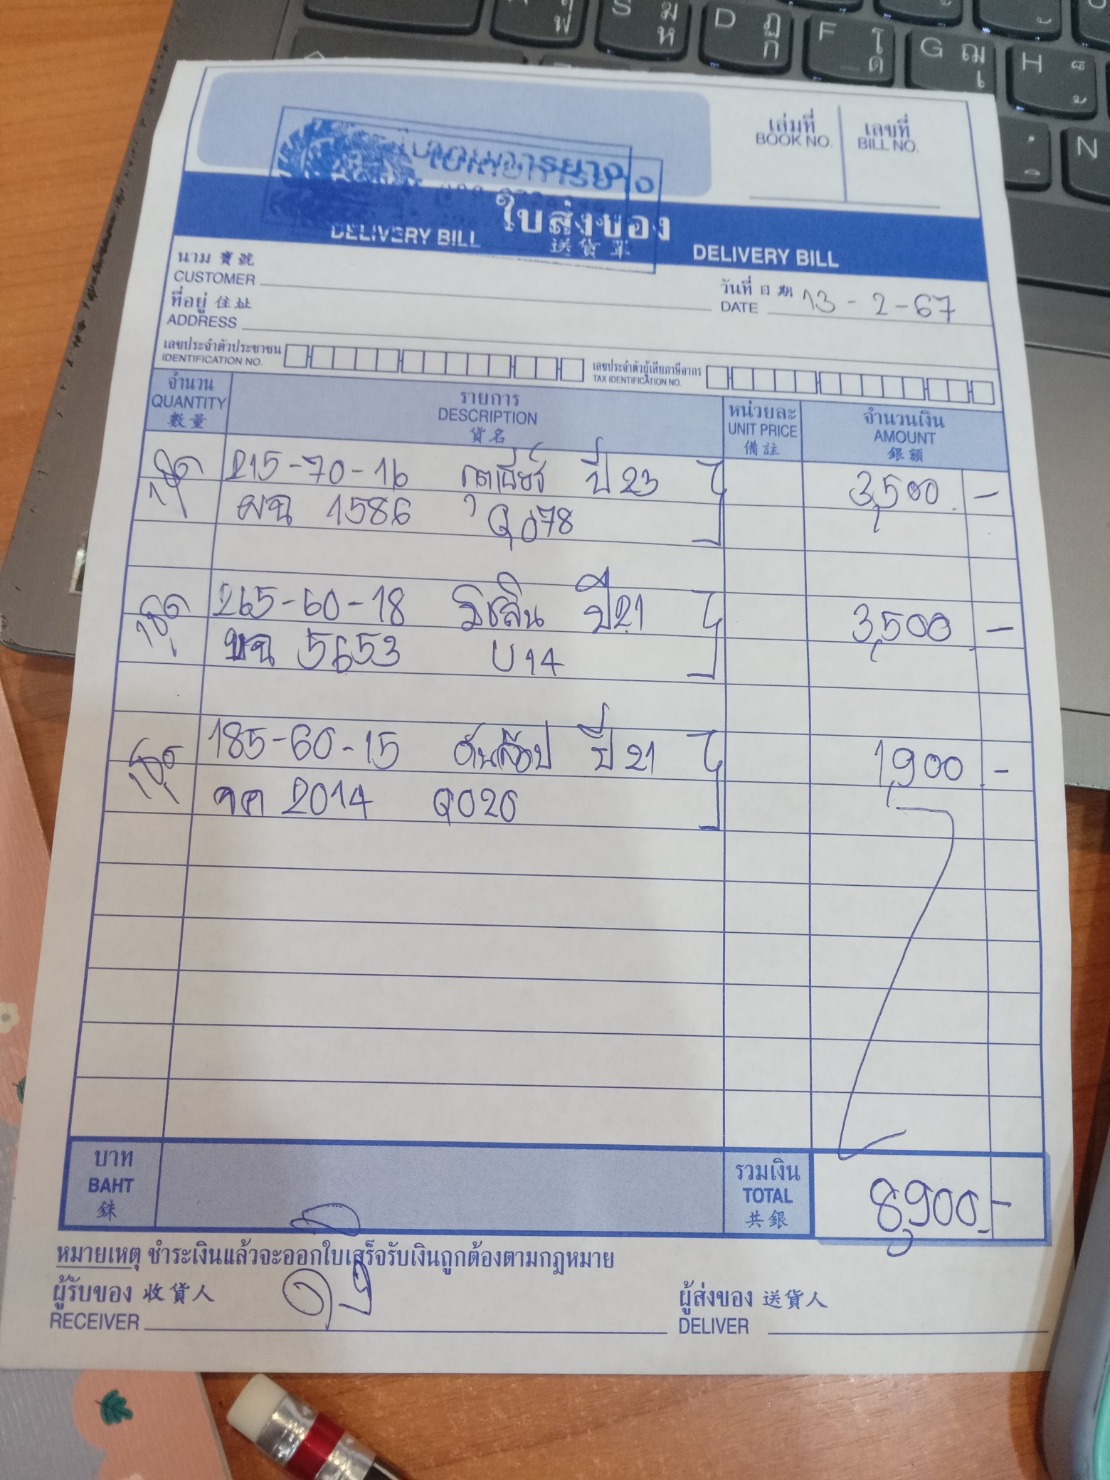 เล่มที่ เลขที่
BOOK NO. BILL NO.
ใบส่งของ
DELIVERY BILL 送貨單 DELIVERY BILL
นาม 寶號
CUSTOMER
วันที่ 日期
DATE 13-2-67
ที่อยู่ 住址
ADDRESS
เลขประจำตัวประชาชน
IDENTIFICATION NO.
เลขประจำตัวผู้เสียภาษีอากร
TAX IDENTIFICATION NO.
จำนวน รายการ หน่วยละ จำนวนเงิน
QUANTITY DESCRIPTION UNIT PRICE AMOUNT
數量 貨名 備註 銀額
215-70-16 ปี 23 3,500 -
ผฉ 1586 Q078
265-60-18 มิชลิน ปี 21 3,500 -
ขฉ 5653 U14
185-60-15 ปี 21 1,900 -
จค 2014 Q020
บาท
BAHT
銖
รวมเงิน
TOTAL
共銀
8,900.-
หมายเหตุ ชำระเงินแล้วจะออกใบเสร็จรับเงินถูกต้องตามกฎหมาย
ผู้รับของ 收貨人 ผู้ส่งของ 送貨人
RECEIVER DELIVER